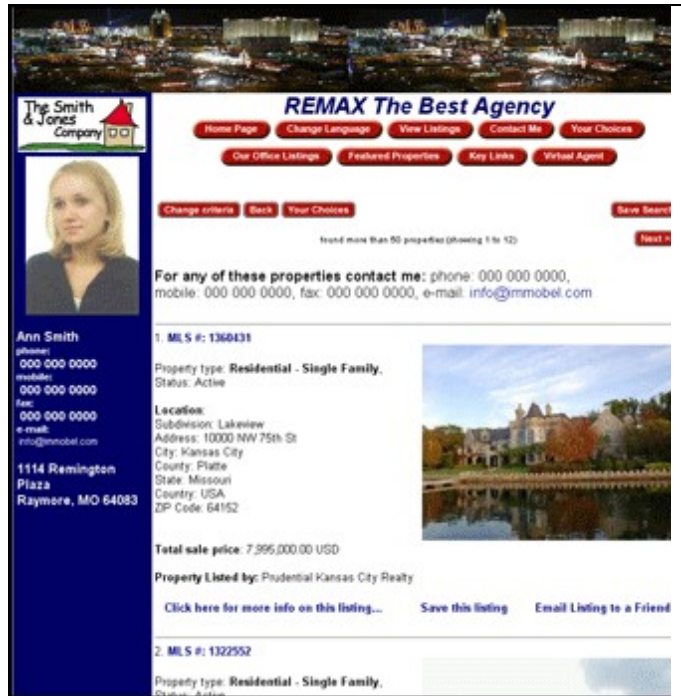 The Smith
& Jones
Company
REMAX The Best Agency
Home Page Change Language View Listings Contact Me Your Choices
Our Office Listings Featured Properties Key Links Virtual Agent
Change criteria Back Your Choices Save Search
found more than 50 properties (showing 1 to 12) Next >
For any of these properties contact me: phone: 000 000 0000,
mobile: 000 000 0000, fax: 000 000 0000, e-mail: info@immobel.com
Ann Smith
phone:
000 000 0000
mobile:
000 000 0000
fax:
000 000 0000
e-mail:
info@immobel.com
1114 Remington
Plaza
Raymore, MO 64083
1. MLS #: 1360431
Property type: Residential - Single Family,
Status: Active
Location:
Subdivision: Lakeview
Address: 10000 NW 75th St
City: Kansas City
County: Platte
State: Missouri
Country: USA
ZIP Code: 64152
Total sale price: 7,995,000.00 USD
Property Listed by: Prudential Kansas City Realty
Click here for more info on this listing... Save this listing Email Listing to a Friend
2. MLS #: 1322552
Property type: Residential - Single Family,
Status: Active